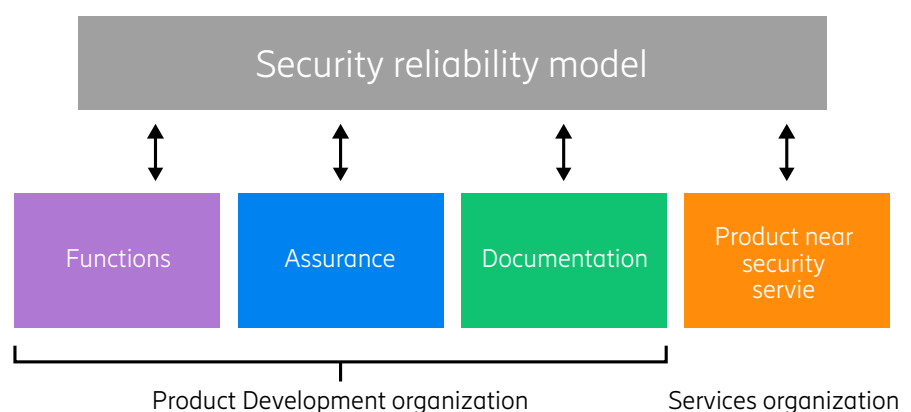 Security reliability model
Functions
Assurance
Documentation
Product near
security
servie
Product Development organization
Services organization